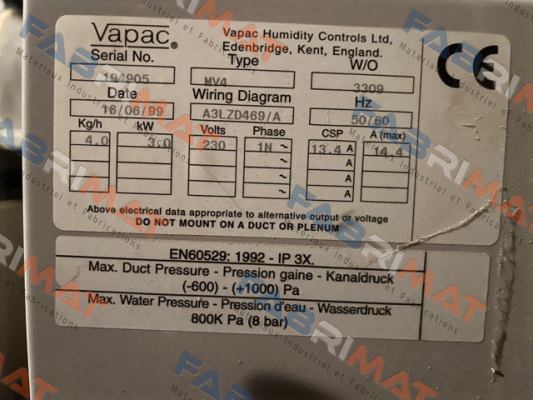 Vapac®
Vapac Humidity Controls Ltd,
Edenbridge, Kent, England.
CE
Serial No. Type W/O
194905 MV4 3309
Date Wiring Diagram Hz
16/06/99 A3LZD469/A 50/60
Kg/h kW Volts Phase CSP A (max)
4.0 3.0 230 1N ~ 13.4 A 14.4
~ A
~ A
~ A
Above electrical data appropriate to alternative output or voltage
DO NOT MOUNT ON A DUCT OR PLENUM
EN60529: 1992 - IP 3X.
Max. Duct Pressure - Pression gaine - Kanaldruck
(-600) - (+1000) Pa
Max. Water Pressure - Pression d'eau - Wasserdruck
800K Pa (8 bar)
FABRIMAT
Materiaux Industriel et Fabrications